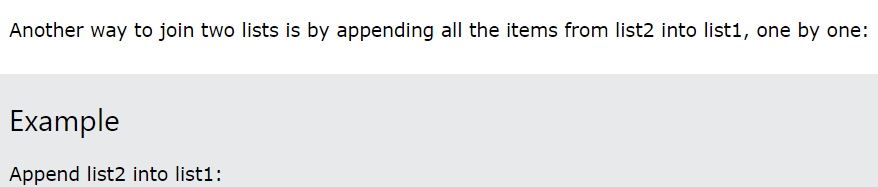 Another way to join two lists is by appending all the items from list2 into list1, one by one:
Example
Append list2 into list1: